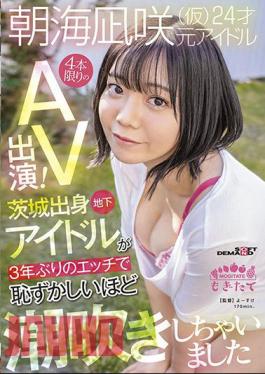 朝海凪咲(仮)24才
元アイドル
4本限りの
AV
出演!
茨城出身地下
アイドルが
3年ぶりのエッチで
恥ずかしいほど
潮吹き
しちゃい
ました
SOFT
DEMAND
MOGITATE
もぎたて
【監督】よーすけ
170min.